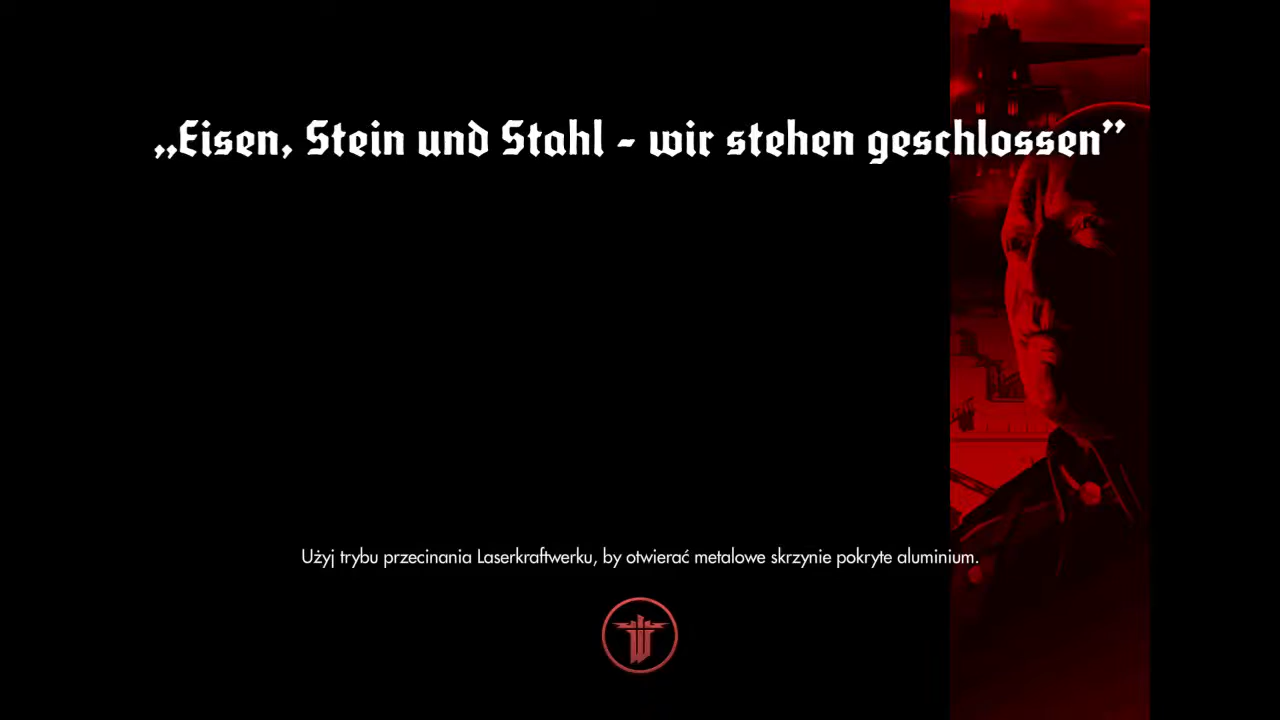 „Eisen, Stein und Stahl - wir stehen geschlossen”
Użyj trybu przecinania Laserkraftwerku, by otwierać metalowe skrzynie pokryte aluminium.